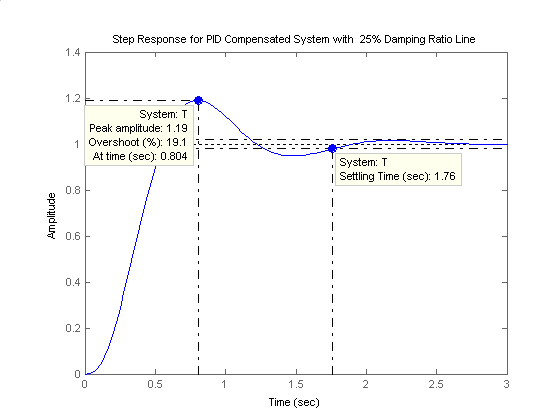 Step Response for PID Compensated System with  25% Damping Ratio Line
1.4
1.2
1
0.8
0.6
0.4
0.2
0
Amplitude
System: T
Peak amplitude: 1.19
Overshoot (%): 19.1
At time (sec): 0.804
System: T
Settling Time (sec): 1.76
0
0.5
1
1.5
2
2.5
3
Time (sec)